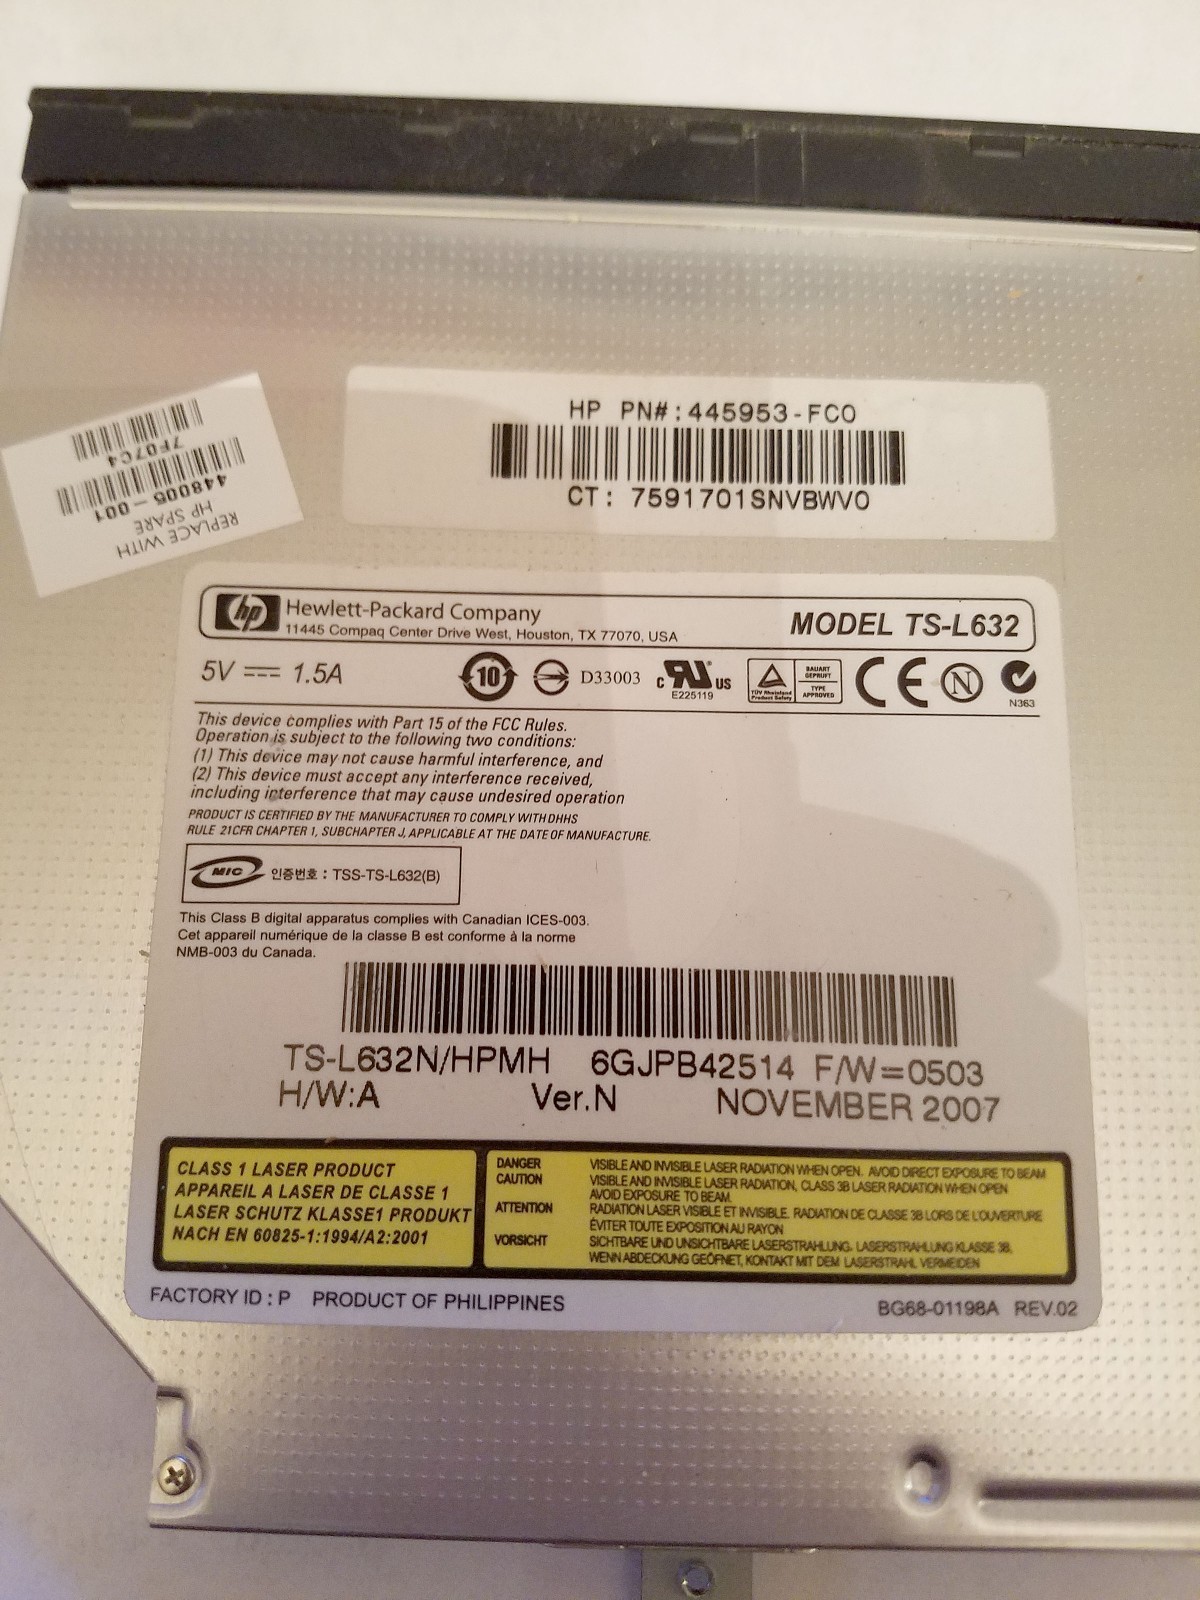 HP PN#:445953-FC0
CT: 7591701SNVBWV0
REPLACE WITH
HP SPARE
448005-001
7F07C4
hp Hewlett-Packard Company
11445 Compaq Center Drive West, Houston, TX 77070, USA
MODEL TS-L632
5V ⎓ 1.5A
10
D33003
c RU US
E225119
TÜV Rheinland
Product Safety
BAUART
GEPRÜFT
TYPE
APPROVED
CE
N
N363
This device complies with Part 15 of the FCC Rules.
Operation is subject to the following two conditions:
(1) This device may not cause harmful interference, and
(2) This device must accept any interference received,
including interference that may cause undesired operation
PRODUCT IS CERTIFIED BY THE MANUFACTURER TO COMPLY WITH DHHS
RULE 21CFR CHAPTER 1, SUBCHAPTER J, APPLICABLE AT THE DATE OF MANUFACTURE.
MIC 인증번호 : TSS-TS-L632(B)
This Class B digital apparatus complies with Canadian ICES-003.
Cet appareil numérique de la classe B est conforme à la norme
NMB-003 du Canada.
TS-L632N/HPMH 6GJPB42514 F/W=0503
H/W:A Ver.N NOVEMBER 2007
CLASS 1 LASER PRODUCT
APPAREIL A LASER DE CLASSE 1
LASER SCHUTZ KLASSE1 PRODUKT
NACH EN 60825-1:1994/A2:2001
DANGER VISIBLE AND INVISIBLE LASER RADIATION WHEN OPEN. AVOID DIRECT EXPOSURE TO BEAM
CAUTION VISIBLE AND INVISIBLE LASER RADIATION, CLASS 3B LASER RADIATION WHEN OPEN
AVOID EXPOSURE TO BEAM.
ATTENTION RADIATION LASER VISIBLE ET INVISIBLE. RADIATION DE CLASSE 3B LORS DE L'OUVERTURE
ÉVITER TOUTE EXPOSITION AU RAYON
VORSICHT SICHTBARE UND UNSICHTBARE LASERSTRAHLUNG. LASERSTRAHLUNG KLASSE 3B,
WENN ABDECKUNG GEÖFNET, KONTAKT MIT DEM LASERSTRAHL VERMEIDEN
FACTORY ID : P PRODUCT OF PHILIPPINES
BG68-01198A REV.02